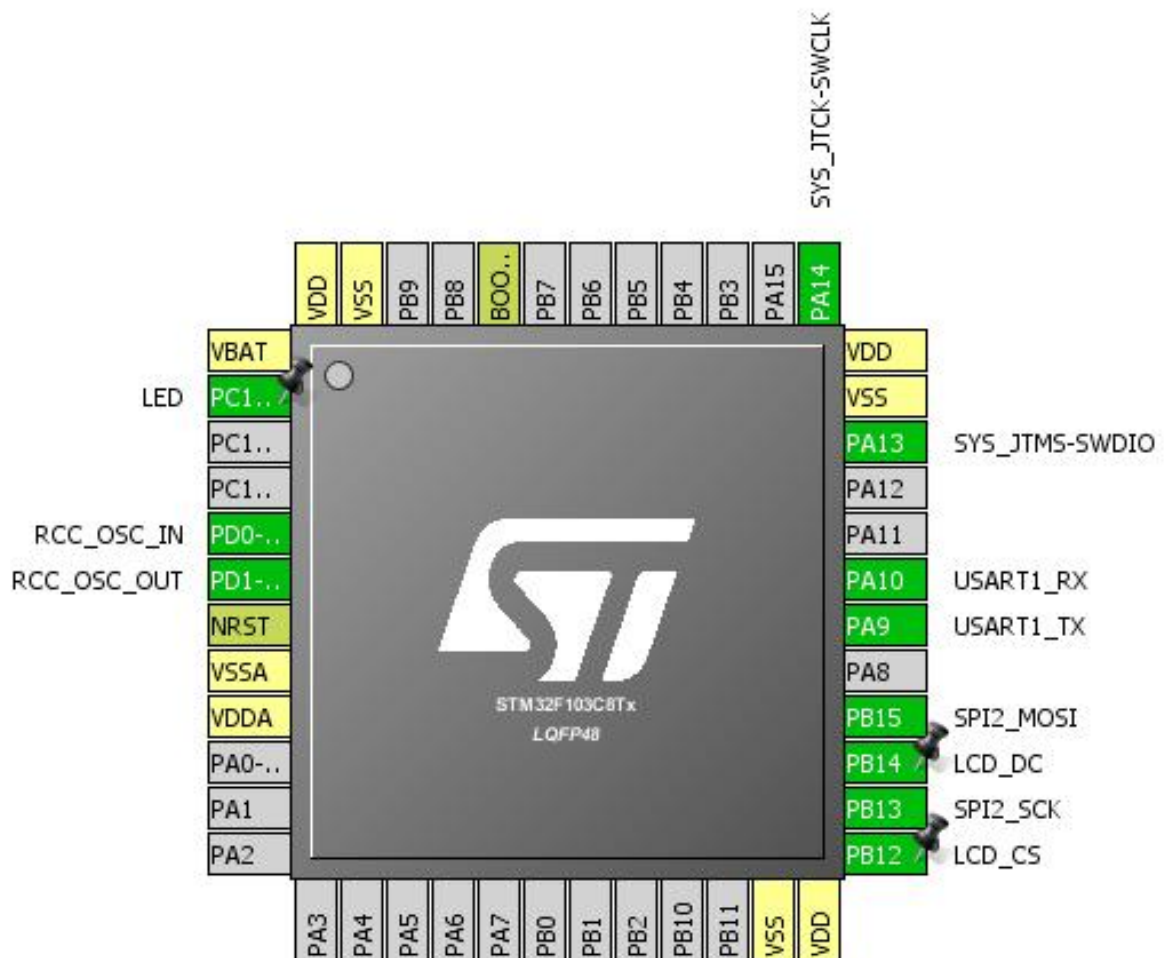 SYS_JTCK-SWCLK
VDD
VSS
PB9
PB8
BOO..
PB7
PB6
PB5
PB4
PB3
PA15
PA14
VBAT
VDD
LED PC1..
VSS
PC1..
PA13 SYS_JTMS-SWDIO
PC1..
PA12
RCC_OSC_IN PD0-..
PA11
RCC_OSC_OUT PD1-..
PA10 USART1_RX
NRST
PA9 USART1_TX
VSSA
PA8
VDDA
PB15 SPI2_MOSI
PA0-..
PB14 LCD_DC
PA1
PB13 SPI2_SCK
PA2
PB12 LCD_CS
ST
STM32F103C8Tx
LQFP48
PA3
PA4
PA5
PA6
PA7
PB0
PB1
PB2
PB10
PB11
VSS
VDD